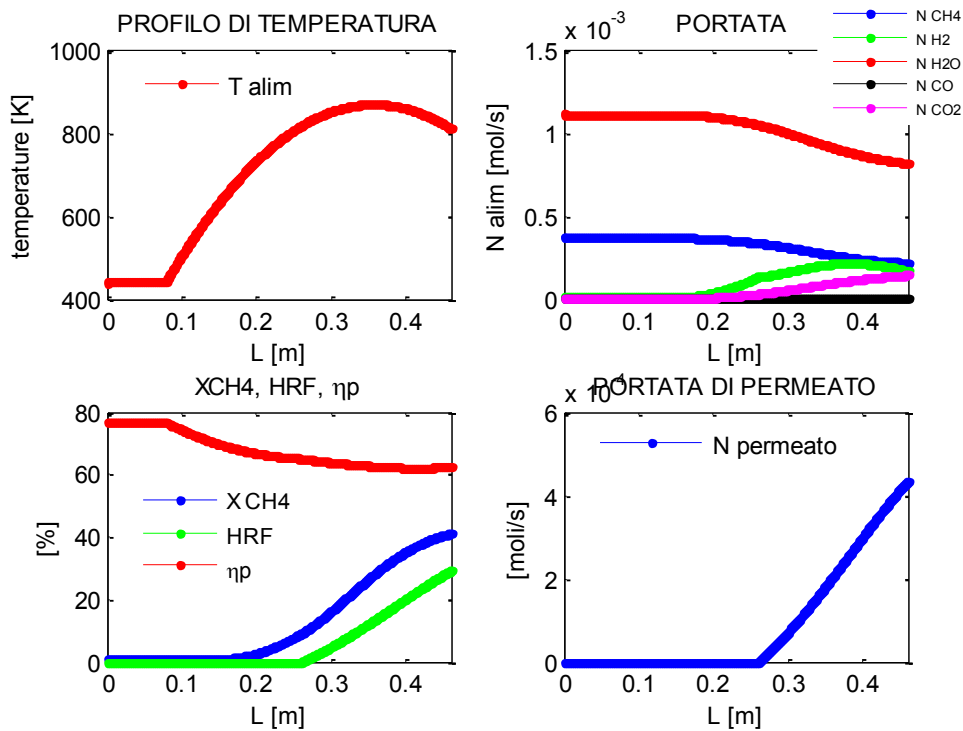 PROFILO DI TEMPERATURA
1000
800
600
400
temperature [K]
T alim
0 0.1 0.2 0.3 0.4
L [m]
x 10-3
PORTATA
1.5
1
0.5
0
N alim [mol/s]
N CH4
N H2
N H2O
N CO
N CO2
0 0.1 0.2 0.3 0.4
L [m]
XCH4, HRF, ηp
80
60
40
20
0
[%]
X CH4
HRF
ηp
0 0.1 0.2 0.3 0.4
L [m]
x 10-4
PORTATA DI PERMEATO
6
4
2
0
[moli/s]
N permeato
0 0.1 0.2 0.3 0.4
L [m]